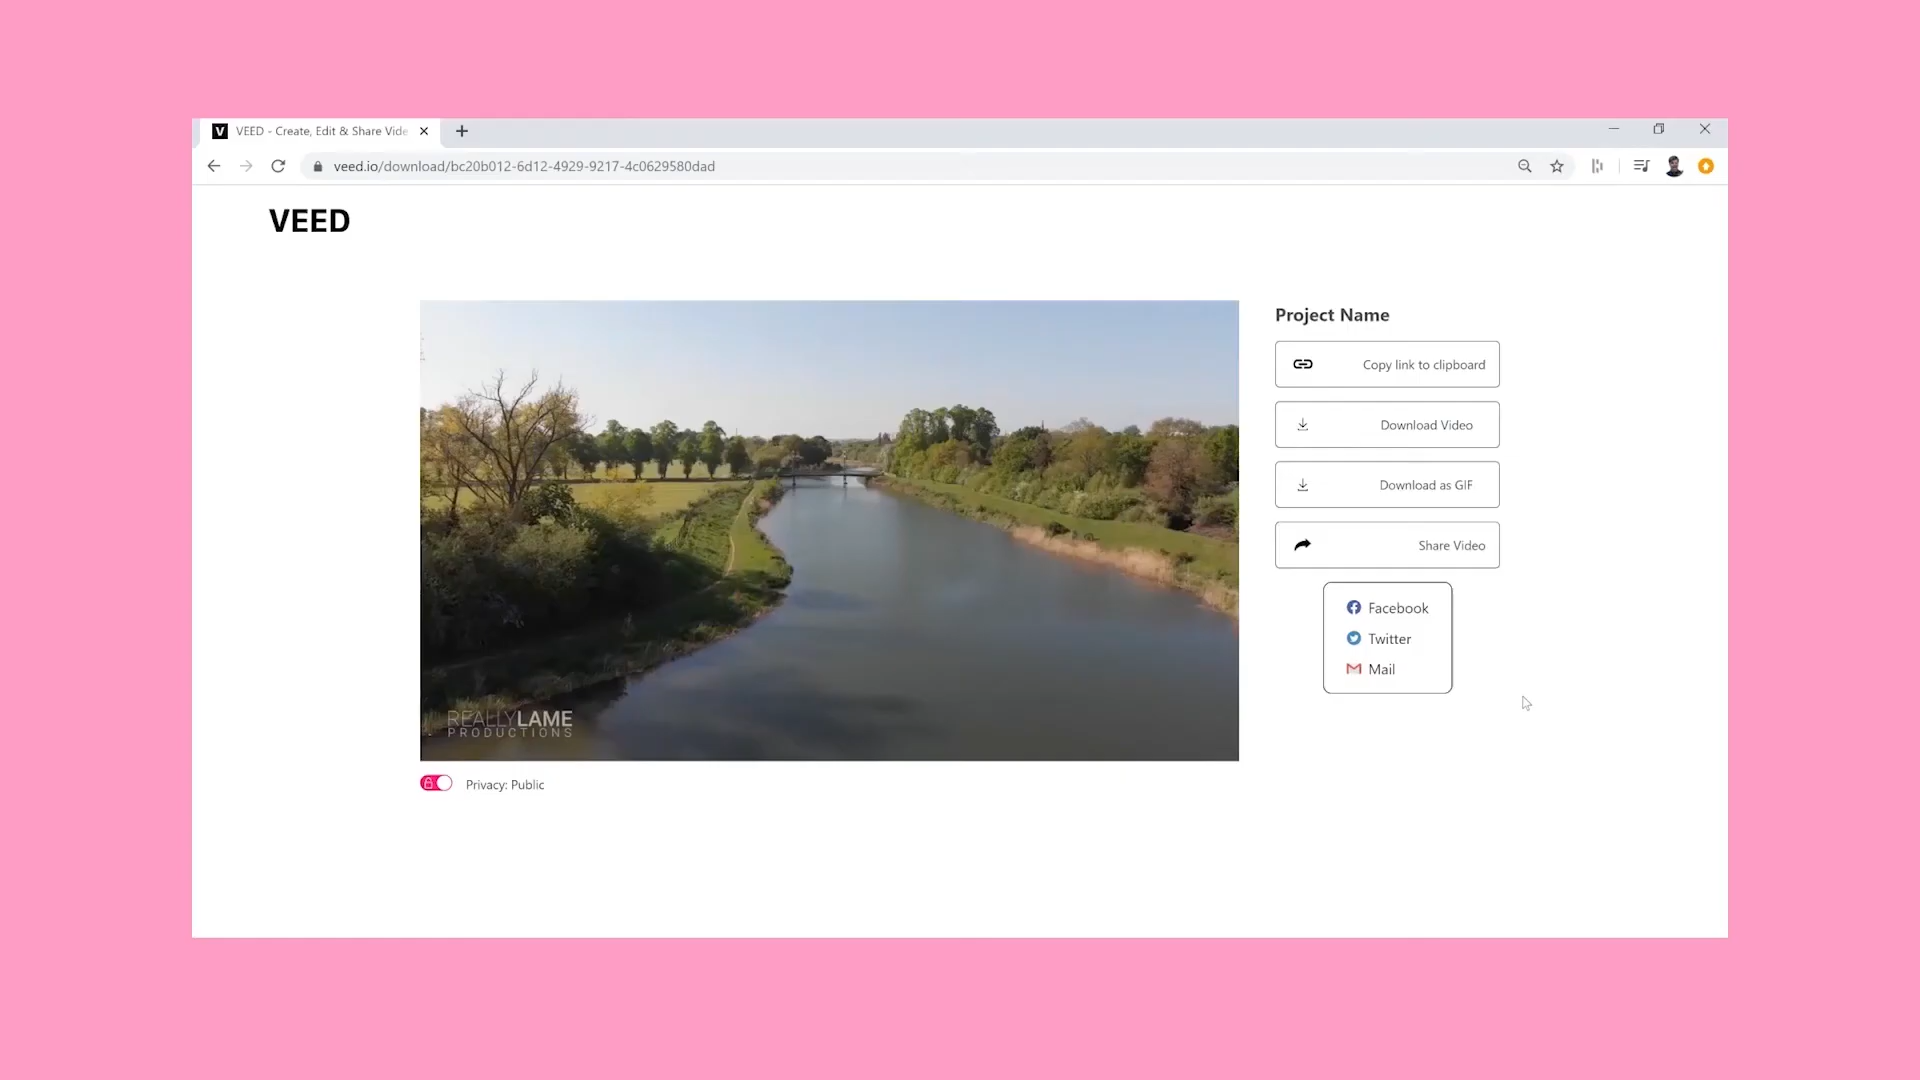 VEED - Create, Edit & Share Vide
veed.io/download/bc20b012-6d12-4929-9217-4c0629580dad
VEED
Project Name
Copy link to clipboard
Download Video
Download as GIF
Share Video
Facebook
Twitter
Mail
REALLYLAME
PRODUCTIONS
Privacy: Public